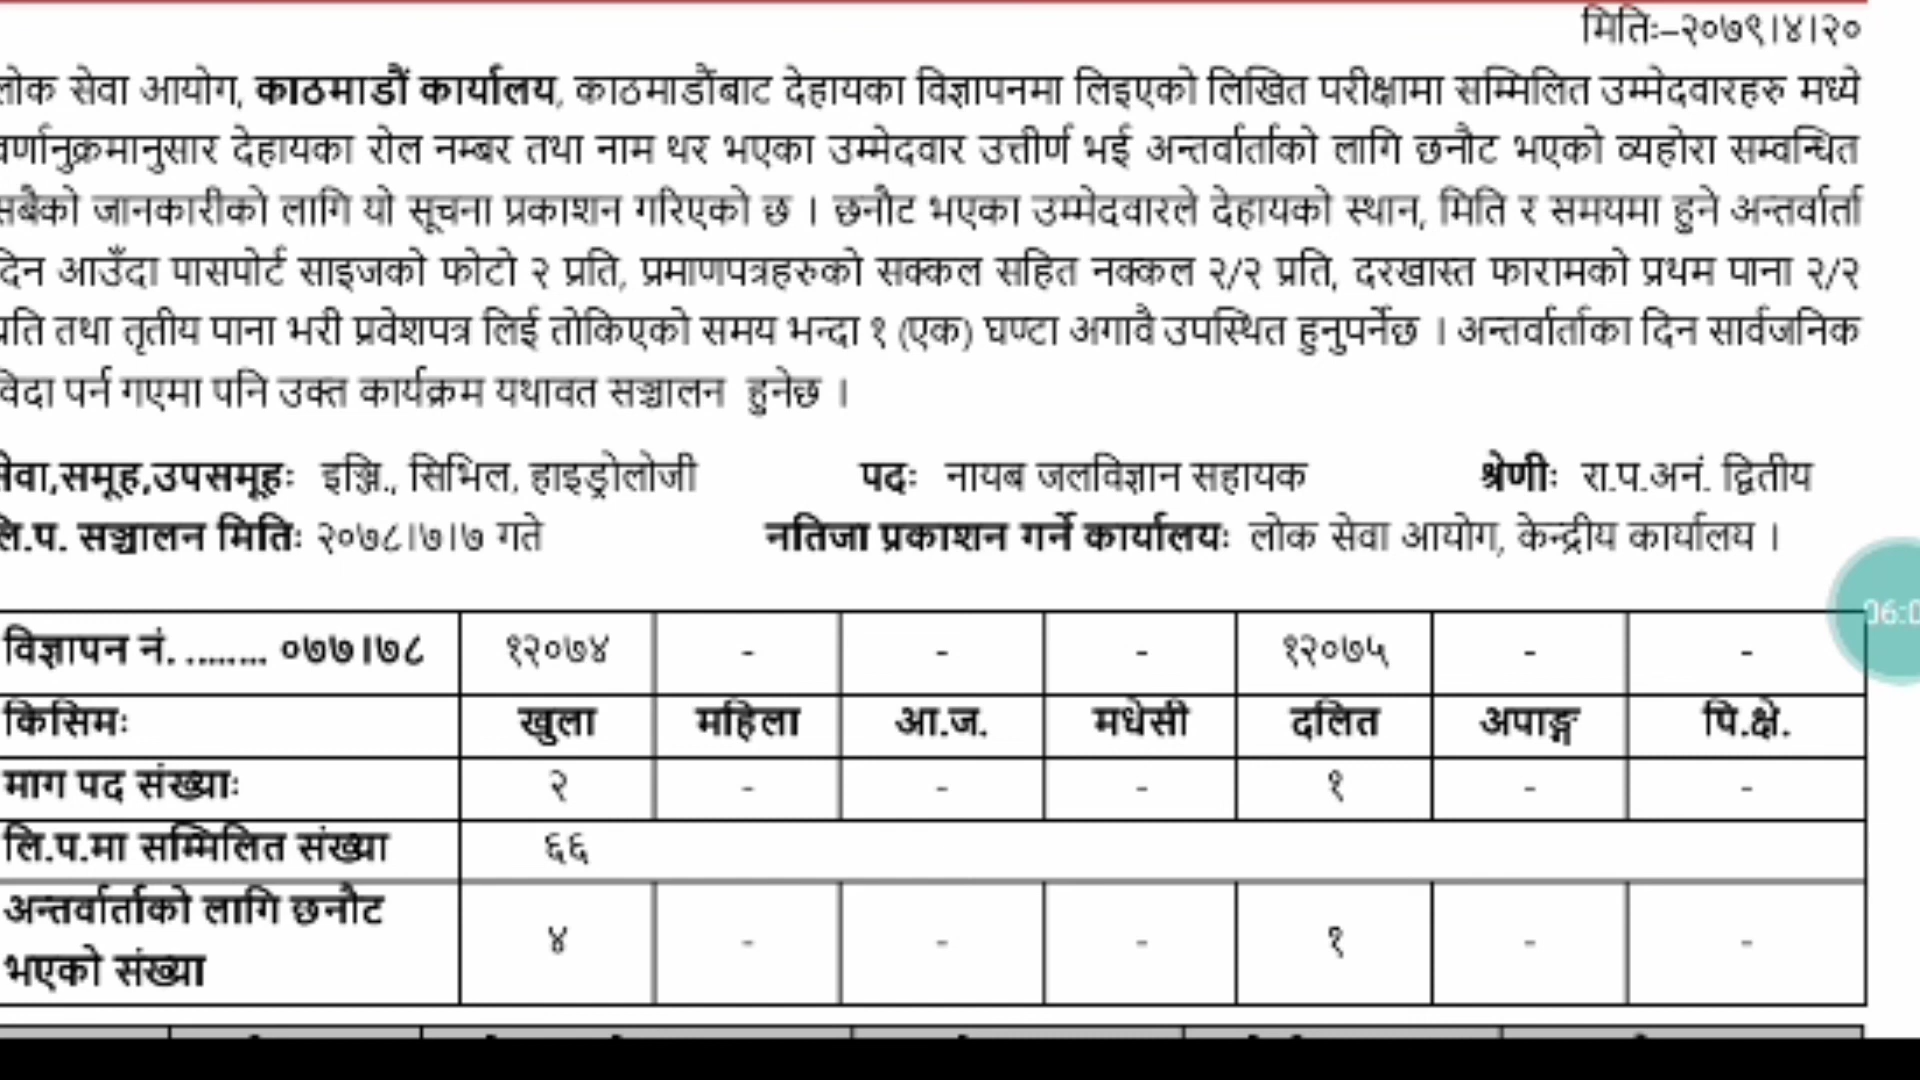 मितिः–२०७९।४।२०
लोक सेवा आयोग, काठमाडौं कार्यालय, काठमाडौंबाट देहायका विज्ञापनमा लिइएको लिखित परीक्षामा सम्मिलित उम्मेदवारहरु मध्ये
वर्णानुक्रमानुसार देहायका रोल नम्बर तथा नाम थर भएका उम्मेदवार उत्तीर्ण भई अन्तर्वार्ताको लागि छनौट भएको व्यहोरा सम्वन्धित
सबैको जानकारीको लागि यो सूचना प्रकाशन गरिएको छ । छनौट भएका उम्मेदवारले देहायको स्थान, मिति र समयमा हुने अन्तर्वार्ता
दिन आउँदा पासपोर्ट साइजको फोटो २ प्रति, प्रमाणपत्रहरुको सक्कल सहित नक्कल २/२ प्रति, दरखास्त फारामको प्रथम पाना २/२
प्रति तथा तृतीय पाना भरी प्रवेशपत्र लिई तोकिएको समय भन्दा १ (एक) घण्टा अगावै उपस्थित हुनुपर्नेछ । अन्तर्वार्ताका दिन सार्वजनिक
विदा पर्न गएमा पनि उक्त कार्यक्रम यथावत सञ्चालन हुनेछ ।
सेवा,समूह,उपसमूहः इञ्जि., सिभिल, हाइड्रोलोजी पदः नायब जलविज्ञान सहायक श्रेणीः रा.प.अनं. द्वितीय
लि.प. सञ्चालन मितिः २०७८।७।७ गते नतिजा प्रकाशन गर्ने कार्यालयः लोक सेवा आयोग, केन्द्रीय कार्यालय ।
विज्ञापन नं. ........ ०७७।७८ १२०७४ - - - १२०७५ - -
किसिमः खुला महिला आ.ज. मधेसी दलित अपाङ्ग पि.क्षे.
माग पद संख्याः २ - - - १ - -
लि.प.मा सम्मिलित संख्या ६६
अन्तर्वार्ताको लागि छनौट
भएको संख्या ४ - - - १ - -